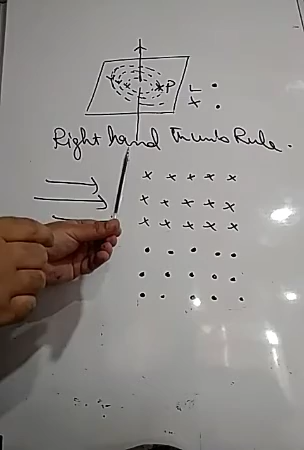 P
L •
X •
Right hand Thumb Rule.
x x x x x
x x x x x
x x x x x
• • • • •
• • • • •
• • • • •